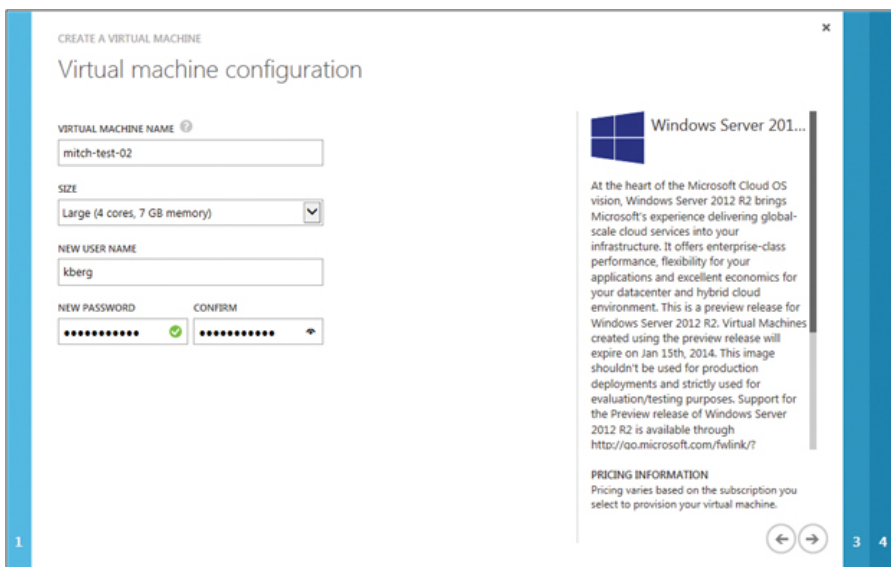 CREATE A VIRTUAL MACHINE
Virtual machine configuration
VIRTUAL MACHINE NAME ?
mitch-test-02
SIZE
Large (4 cores, 7 GB memory)
NEW USER NAME
kberg
NEW PASSWORD CONFIRM
Windows Server 201...
At the heart of the Microsoft Cloud OS
vision, Windows Server 2012 R2 brings
Microsoft's experience delivering global-
scale cloud services into your
infrastructure. It offers enterprise-class
performance, flexibility for your
applications and excellent economics for
your datacenter and hybrid cloud
environment. This is a preview release for
Windows Server 2012 R2. Virtual Machines
created using the preview release will
expire on Jan 15th, 2014. This image
shouldn't be used for production
deployments and strictly used for
evaluation/testing purposes. Support for
the Preview release of Windows Server
2012 R2 is available through
http://go.microsoft.com/fwlink/?
PRICING INFORMATION
Pricing varies based on the subscription you
select to provision your virtual machine.
1
3 4